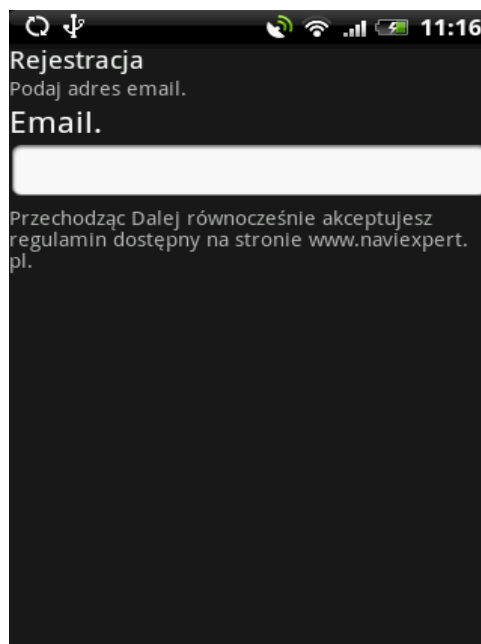 11:16
Rejestracja
Podaj adres email.
Email.
Przechodząc Dalej równocześnie akceptujesz
regulamin dostępny na stronie www.naviexpert.
pl.